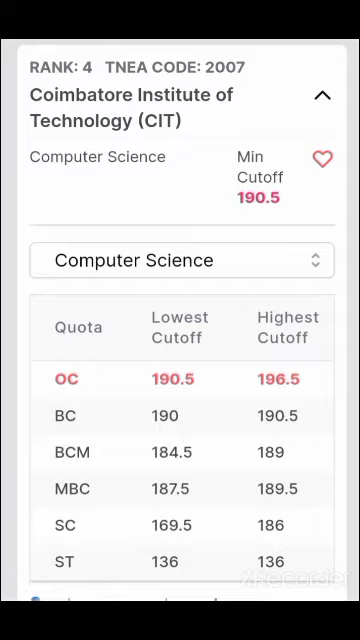 RANK: 4 TNEA CODE: 2007
Coimbatore Institute of
Technology (CIT)
Computer Science
Min
Cutoff
190.5
Computer Science
Quota Lowest Cutoff Highest Cutoff
OC 190.5 196.5
BC 190 190.5
BCM 184.5 189
MBC 187.5 189.5
SC 169.5 186
ST 136 136
XRecorder